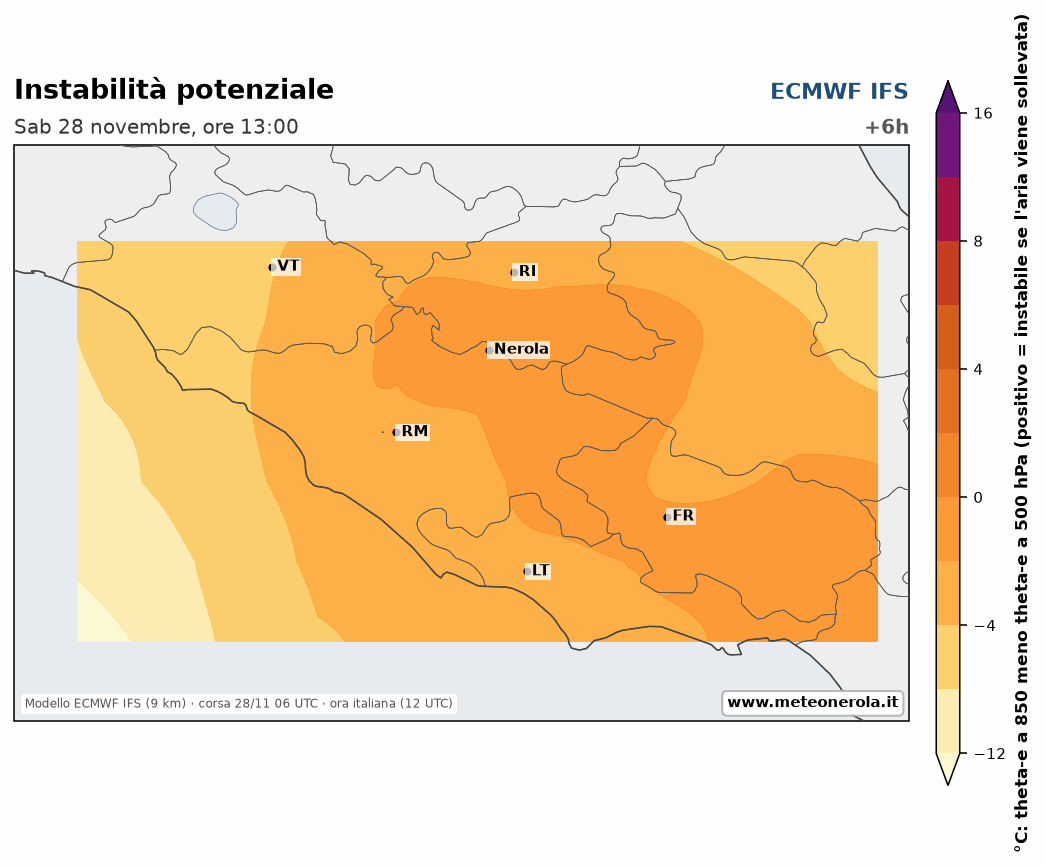 Instabilità potenziale
ECMWF IFS
Sab 28 novembre, ore 13:00
+6h
VT
RI
Nerola
RM
FR
LT
Modello ECMWF IFS (9 km) · corsa 28/11 06 UTC · ora italiana (12 UTC)
www.meteonerola.it
16
8
4
0
−4
−12
°C: theta-e a 850 meno theta-e a 500 hPa (positivo = instabile se l'aria viene sollevata)